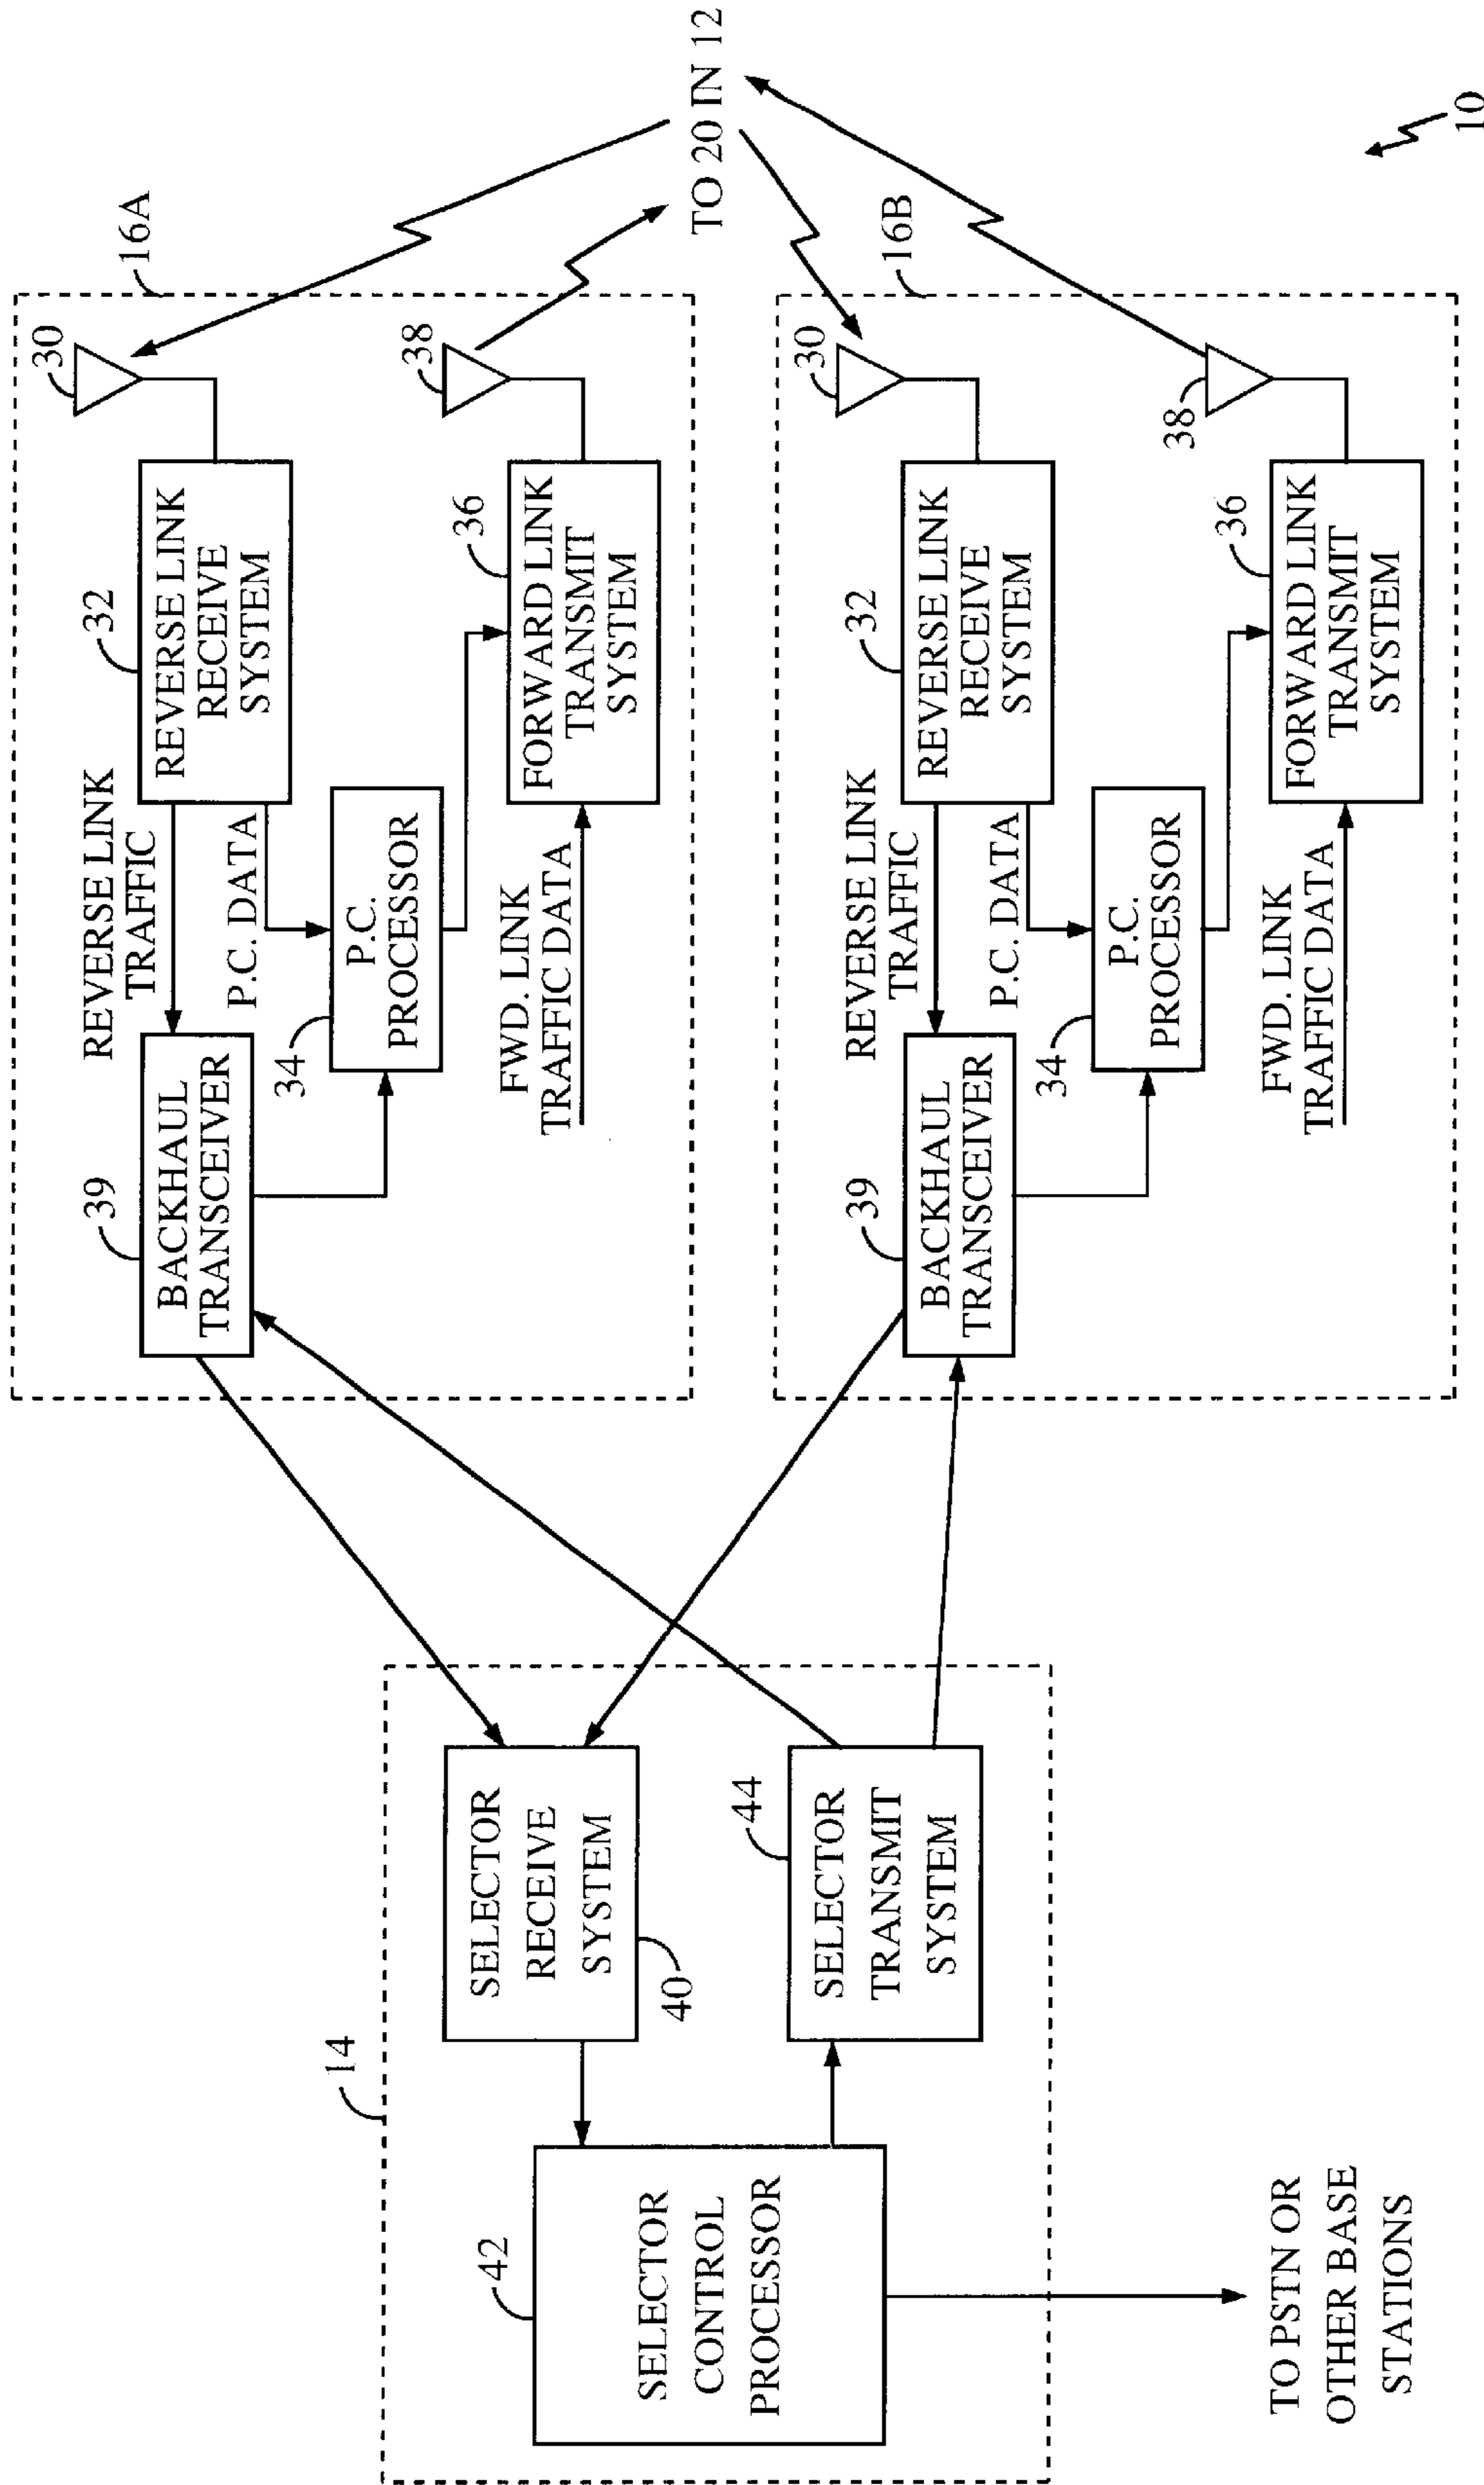 14
42
SELECTOR
CONTROL
PROCESSOR
SELECTOR
RECEIVE
SYSTEM
40
44
SELECTOR
TRANSMIT
SYSTEM
TO PSTN OR
OTHER BASE
STATIONS
16A
39
BACKHAUL
TRANSCEIVER
REVERSE LINK
TRAFFIC
P.C. DATA
32
REVERSE LINK
RECEIVE
SYSTEM
30
34
P.C.
PROCESSOR
FWD. LINK
TRAFFIC DATA
36
FORWARD LINK
TRANSMIT
SYSTEM
38
TO 20 IN 12
16B
39
BACKHAUL
TRANSCEIVER
REVERSE LINK
TRAFFIC
P.C. DATA
32
REVERSE LINK
RECEIVE
SYSTEM
30
34
P.C.
PROCESSOR
FWD. LINK
TRAFFIC DATA
36
FORWARD LINK
TRANSMIT
SYSTEM
38
10